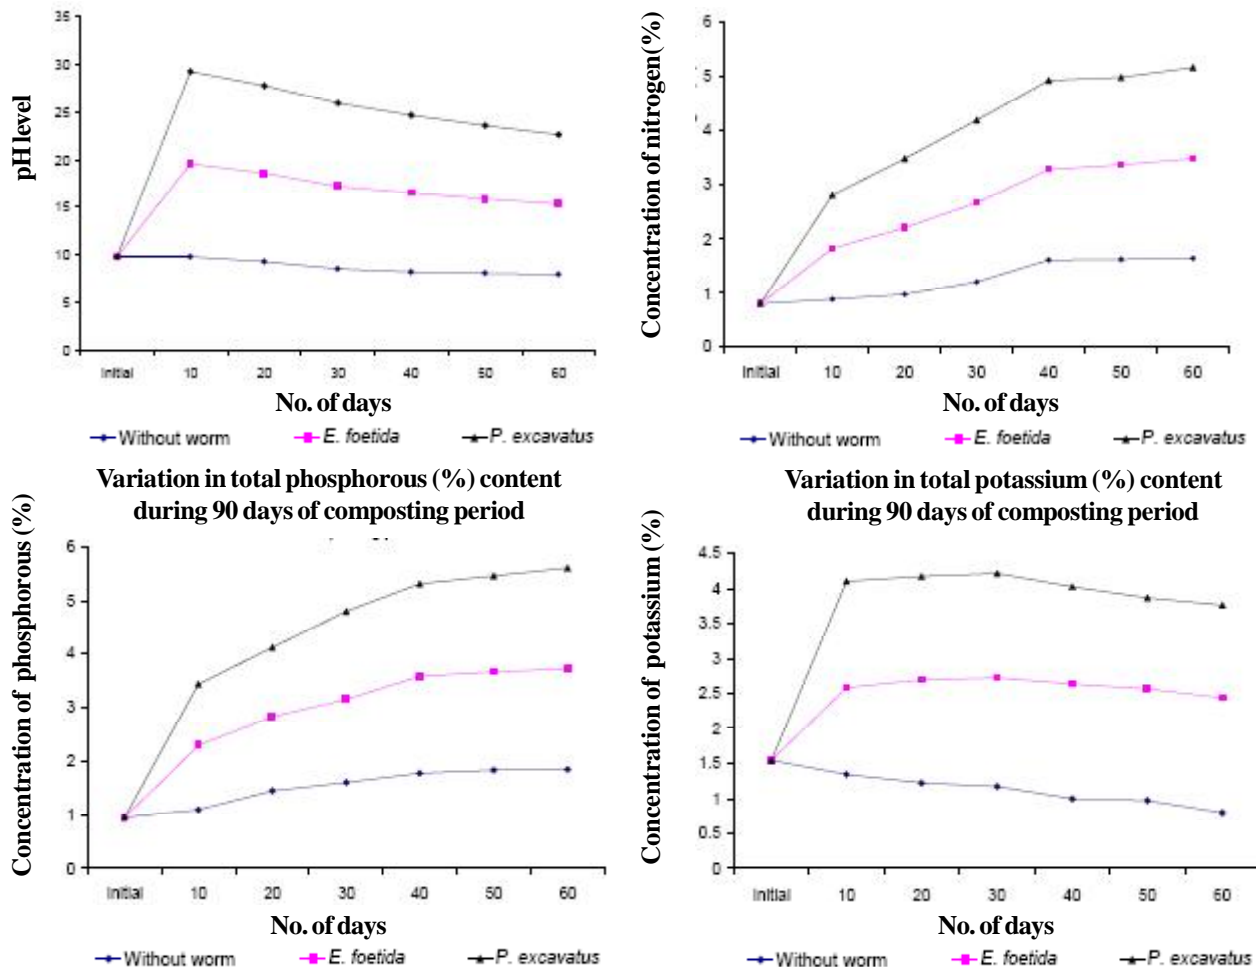 pH level
35
30
25
20
15
10
5
0
Initial 10 20 30 40 50 60
No. of days
Without worm E. foetida P. excavatus
Concentration of nitrogen(%)
6
5
4
3
2
1
0
Initial 10 20 30 40 50 60
No. of days
Without worm E. foetida P. excavatus
Variation in total phosphorous (%) content
during 90 days of composting period
Concentration of phosphorous (%)
6
5
4
3
2
1
0
Initial 10 20 30 40 50 60
No. of days
Without worm E. foetida P. excavatus
Variation in total potassium (%) content
during 90 days of composting period
Concentration of potassium(%)
4.5
4
3.5
3
2.5
2
1.5
1
0.5
0
Initial 10 20 30 40 50 60
No. of days
Without worm E. foetida P. excavatus